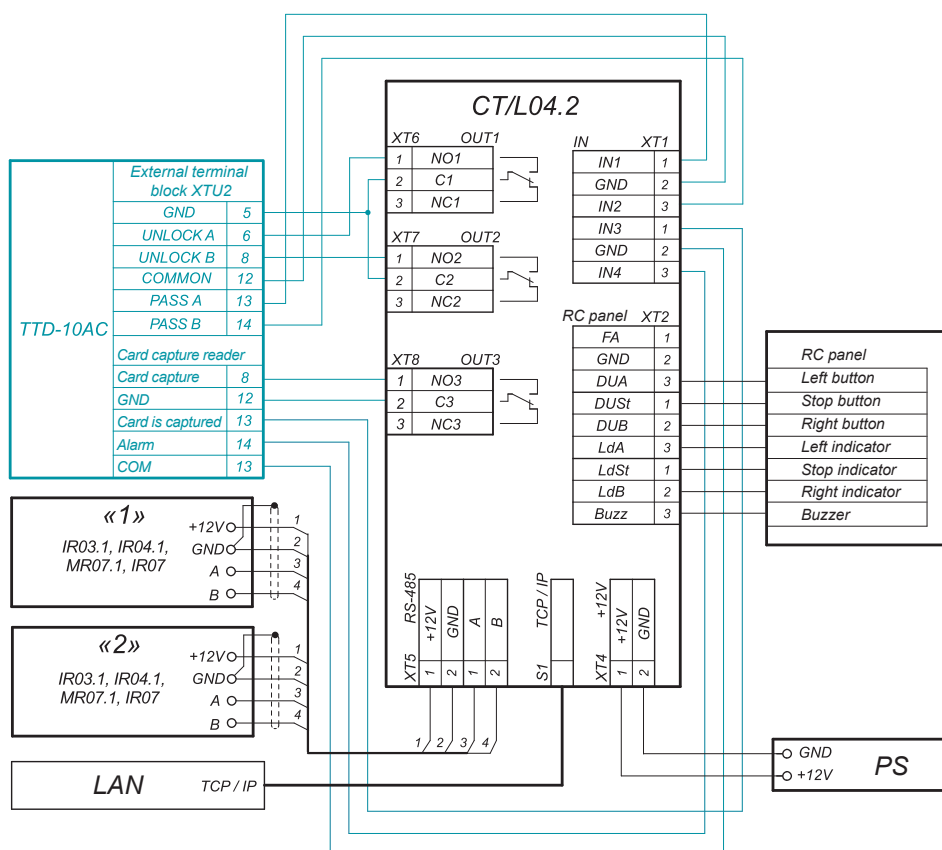 CT/L04.2
XT6 OUT1
1 NO1
2 C1
3 NC1
XT7 OUT2
1 NO2
2 C2
3 NC2
XT8 OUT3
1 NO3
2 C3
3 NC3
IN XT1
IN1 1
GND 2
IN2 3
IN3 1
GND 2
IN4 3
RC panel XT2
FA 1
GND 2
DUA 3
DUSt 1
DUB 2
LdA 3
LdSt 1
LdB 2
Buzz 3
RS-485
XT5
+12V 1
GND 2
A 1
B 2
TCP / IP
S1
+12V
XT4
+12V 1
GND 2
TTD-10AC
External terminal
block XTU2
GND 5
UNLOCK A 6
UNLOCK B 8
COMMON 12
PASS A 13
PASS B 14
Card capture reader
Card capture 8
GND 12
Card is captured 13
Alarm 14
COM 13
RC panel
Left button
Stop button
Right button
Left indicator
Stop indicator
Right indicator
Buzzer
«1»
IR03.1, IR04.1,
MR07.1, IR07
+12V 1
GND 2
A 3
B 4
«2»
IR03.1, IR04.1,
MR07.1, IR07
+12V 1
GND 2
A 3
B 4
1 2 3 4
LAN TCP / IP
GND
+12V
PS